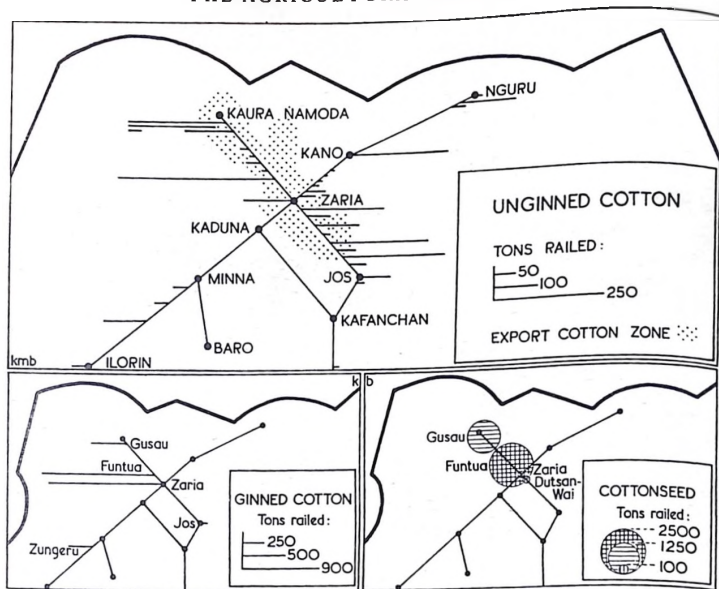 KAURA NAMODA
NGURU
KANO
ZARIA
KADUNA
MINNA
JOS
KAFANCHAN
BARO
ILORIN
kmb
UNGINNED COTTON
TONS RAILED:
50
100
250
EXPORT COTTON ZONE
k
Gusau
Funtua
Zaria
Jos
Zungeru
GINNED COTTON
Tons railed:
250
500
900
b
Gusau
Funtua
Zaria
Dutsan-
Wai
COTTONSEED
Tons railed:
2500
1250
100